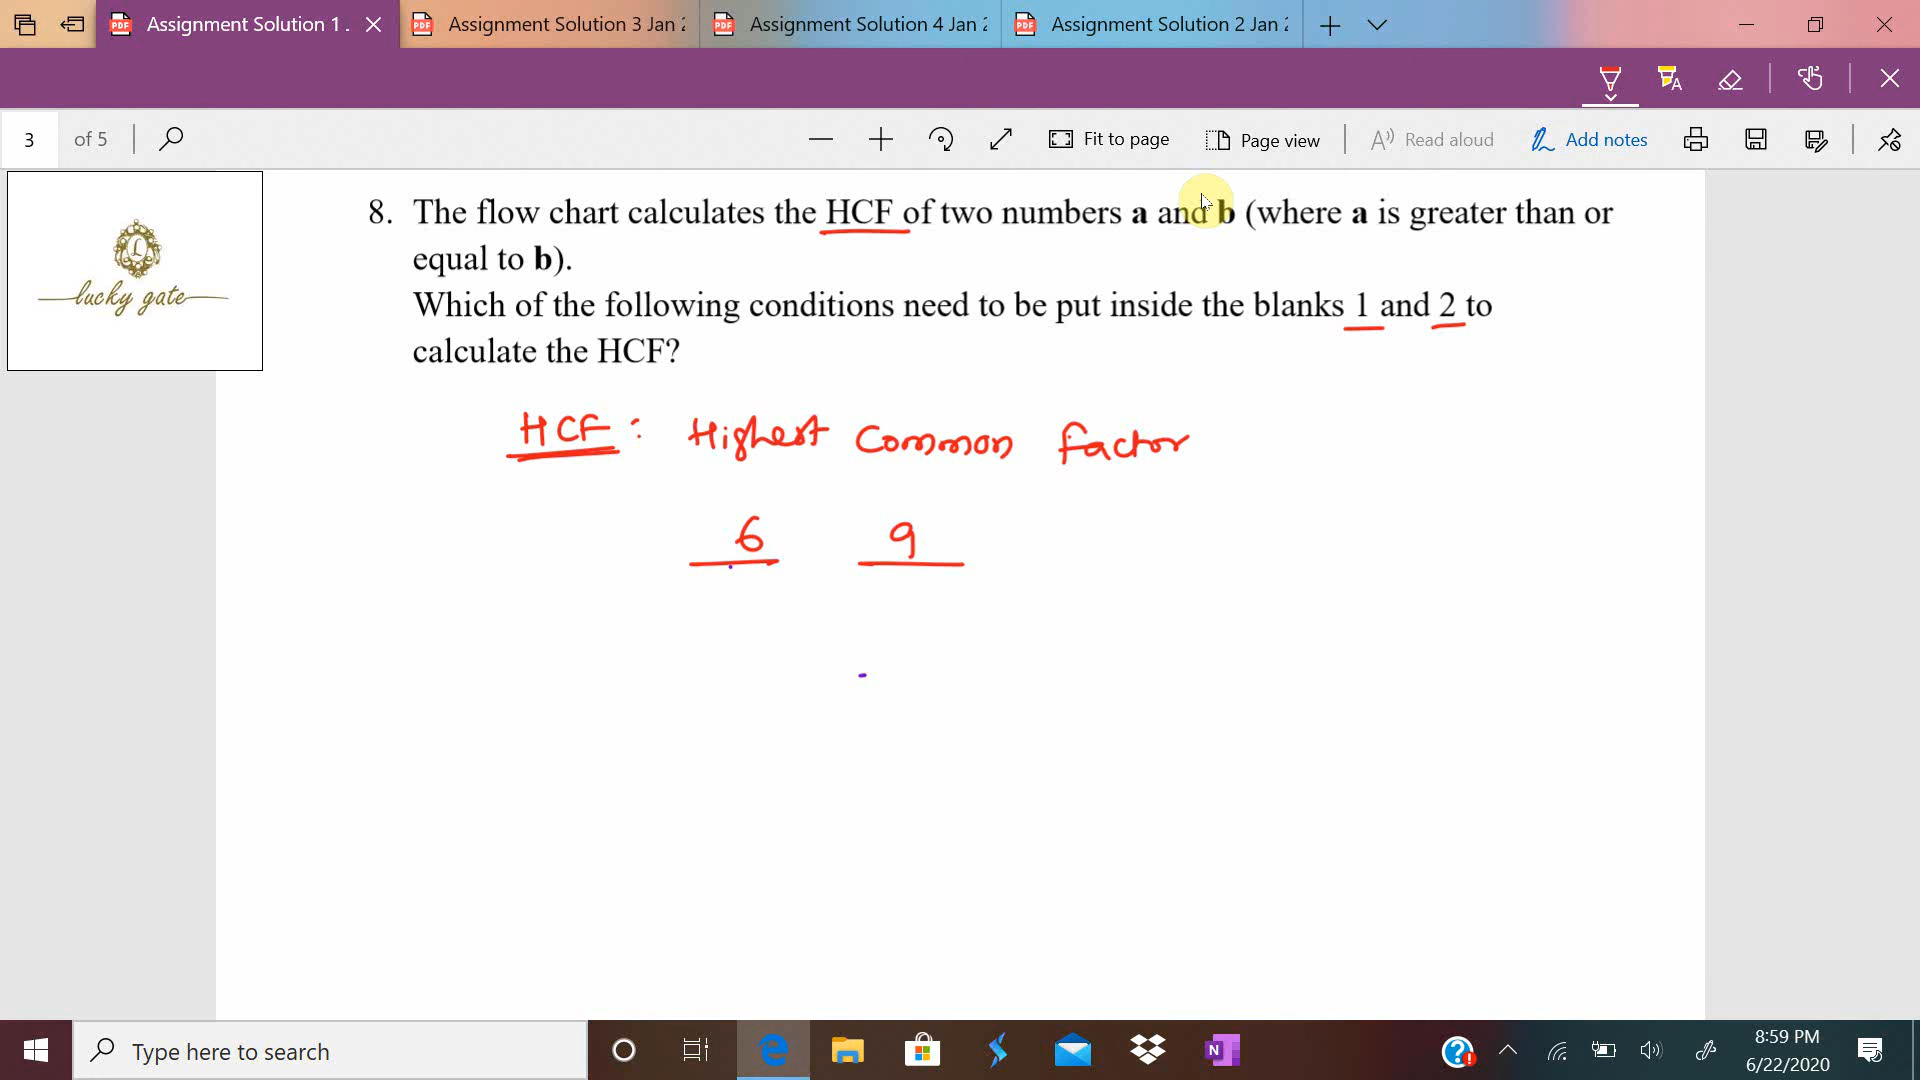 Assignment Solution 1.
Assignment Solution 3 Jan 2
Assignment Solution 4 Jan 2
Assignment Solution 2 Jan 2
3 of 5
Fit to page
Page view
Read aloud
Add notes
L
lucky gate
8. The flow chart calculates the HCF of two numbers a and b (where a is greater than or
equal to b).
Which of the following conditions need to be put inside the blanks 1 and 2 to
calculate the HCF?
HCF : Highest Common factor
6 9
Type here to search
8:59 PM
6/22/2020